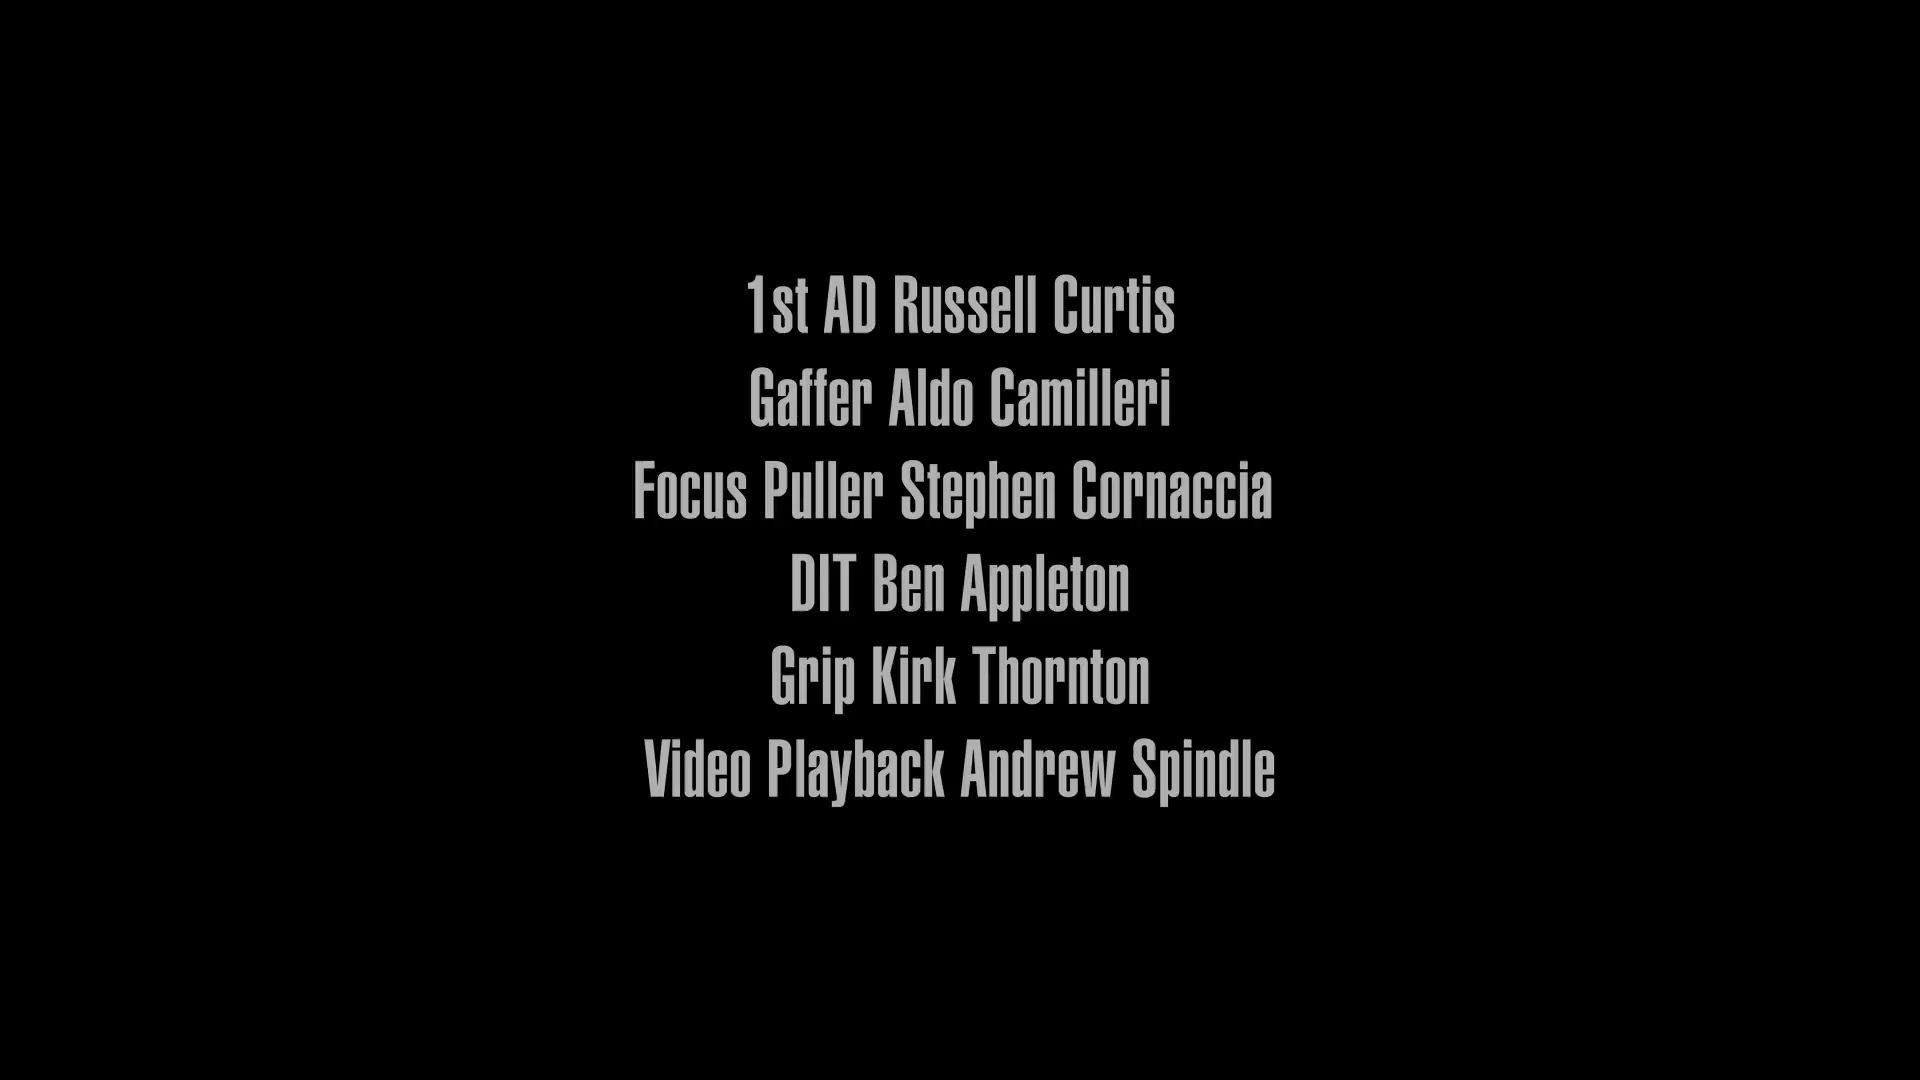 1st AD Russell Curtis
Gaffer Aldo Camilleri
Focus Puller Stephen Cornaccia
DIT Ben Appleton
Grip Kirk Thornton
Video Playback Andrew Spindle